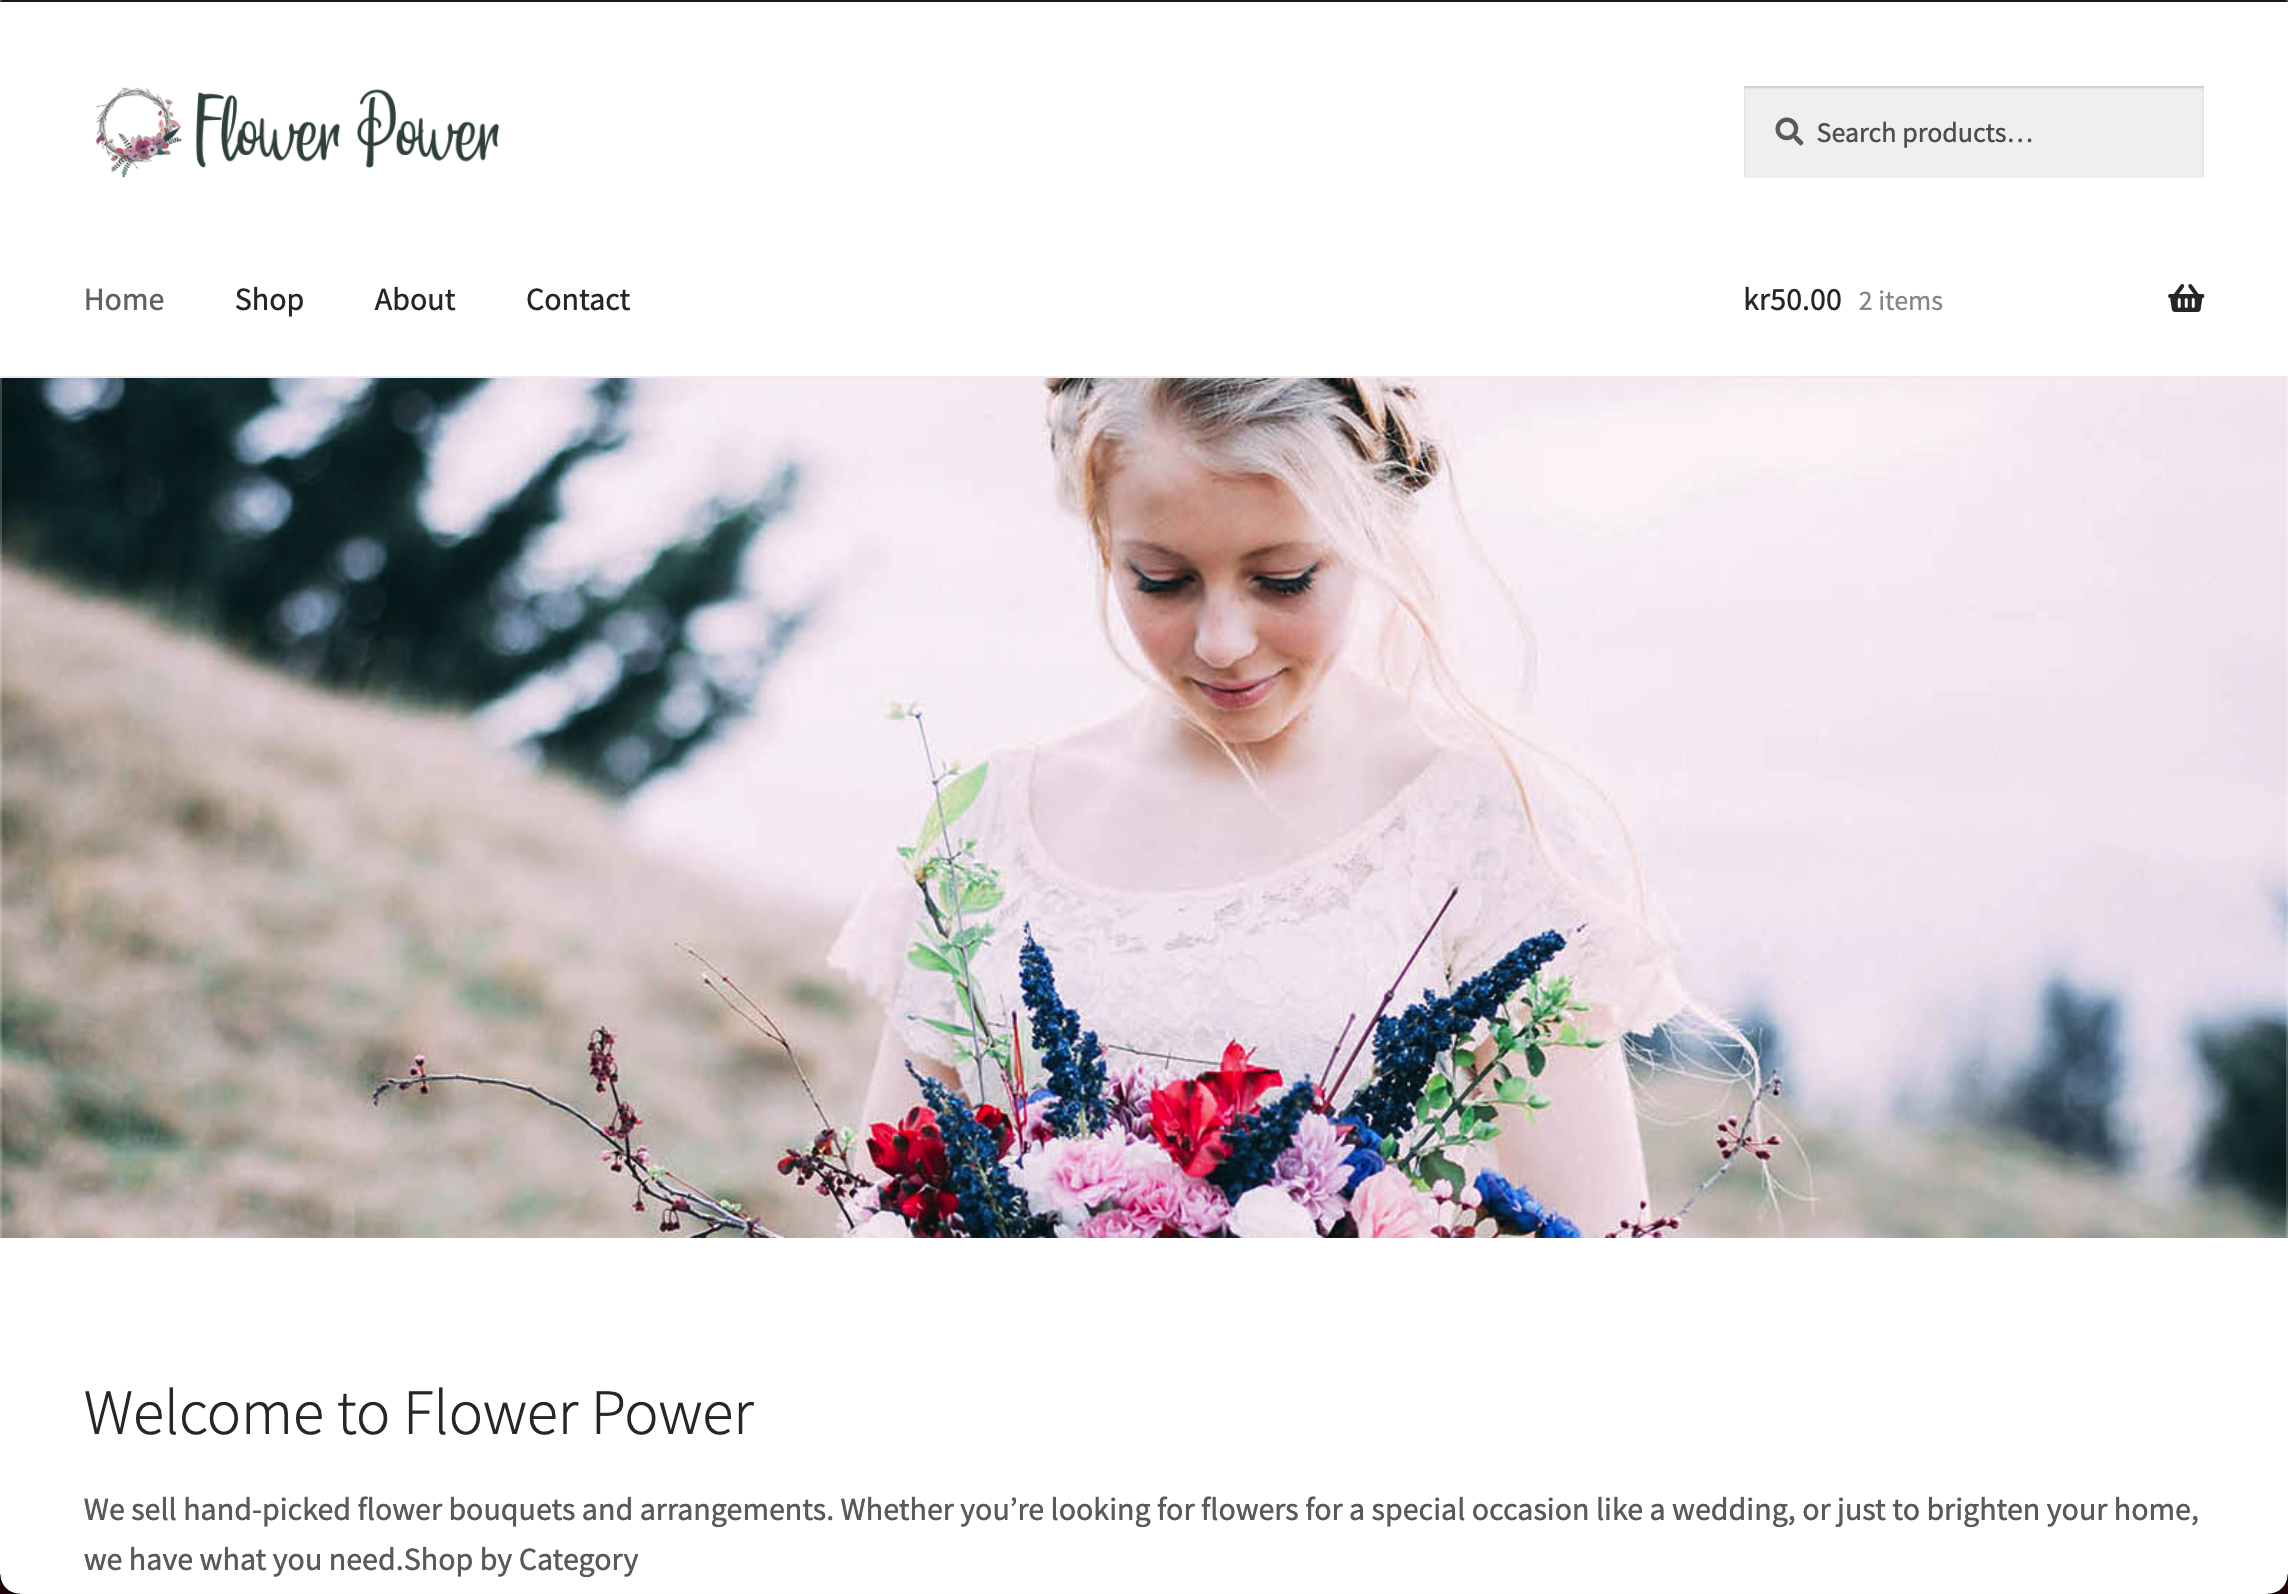 Flower Power
Search products…
Home
Shop
About
Contact
kr50.00 2 items
Welcome to Flower Power
We sell hand-picked flower bouquets and arrangements. Whether you’re looking for flowers for a special occasion like a wedding, or just to brighten your home,
we have what you need.Shop by Category